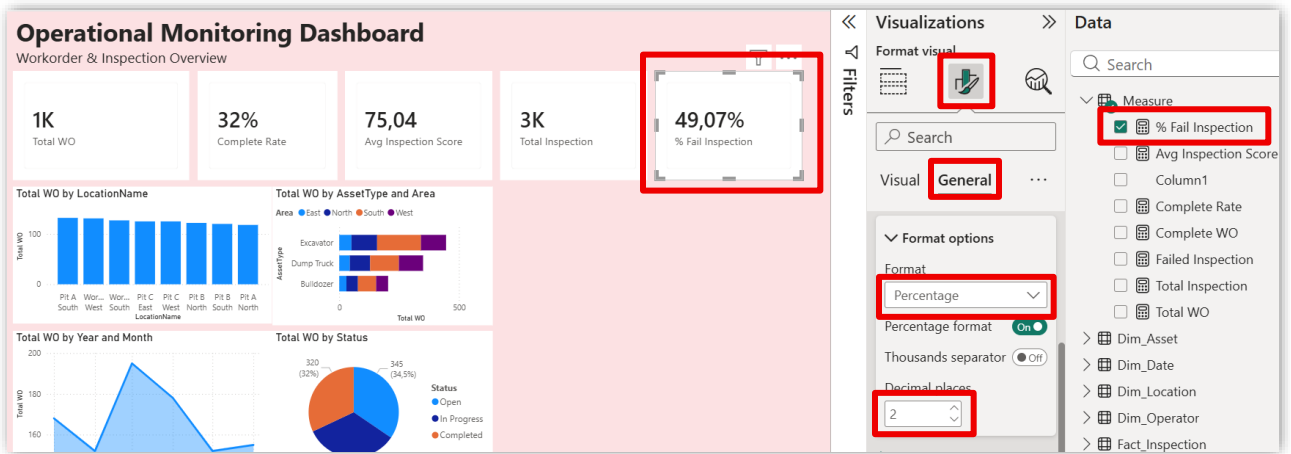 Operational Monitoring Dashboard
Workorder & Inspection Overview
1K
Total WO
32%
Complete Rate
75,04
Avg Inspection Score
3K
Total Inspection
49,07%
% Fail Inspection
Total WO by LocationName
Total WO
100
0
Pit A South
Wor... West
Wor... South
Pit C East
Pit C West
Pit B North
Pit B South
Pit A North
LocationName
Total WO by AssetType and Area
Area East North South West
AssetType
Excavator
Dump Truck
Bulldozer
0 500
Total WO
Total WO by Year and Month
Total WO
200
180
160
Total WO by Status
320
(32%)
345
(34,5%)
Status
Open
In Progress
Completed
Filters
Visualizations
Format visual
Search
Visual General ...
Format options
Format
Percentage
Percentage format On
Thousands separator Off
Decimal places
2
Data
Search
Measure
% Fail Inspection
Avg Inspection Score
Column1
Complete Rate
Complete WO
Failed Inspection
Total Inspection
Total WO
Dim_Asset
Dim_Date
Dim_Location
Dim_Operator
Fact_Inspection